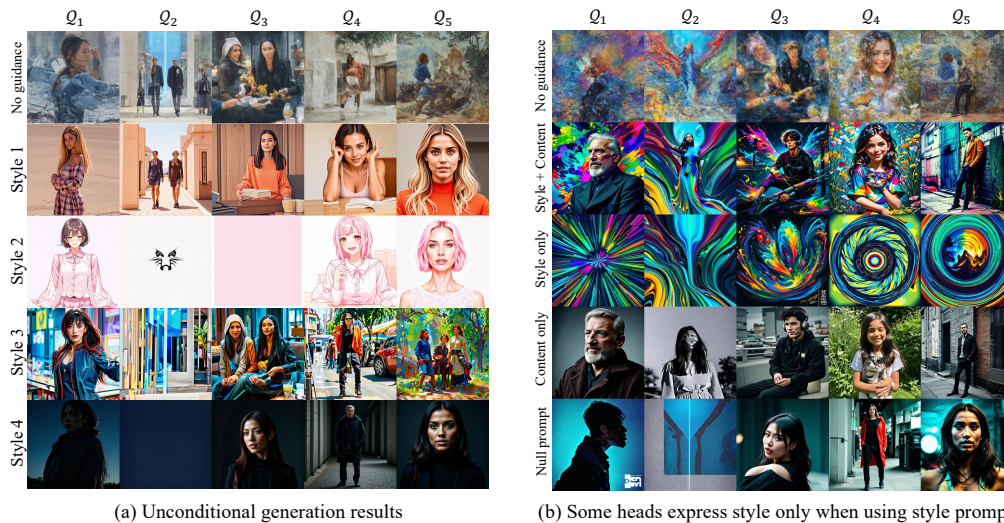 Q₁ Q₂ Q₃ Q₄ Q₅
No guidance
Style 1
Style 2
Style 3
Style 4
(a) Unconditional generation results
Q₁ Q₂ Q₃ Q₄ Q₅
No guidance
Style + Content
Style only
Content only
Null prompt
(b) Some heads express style only when using style promp